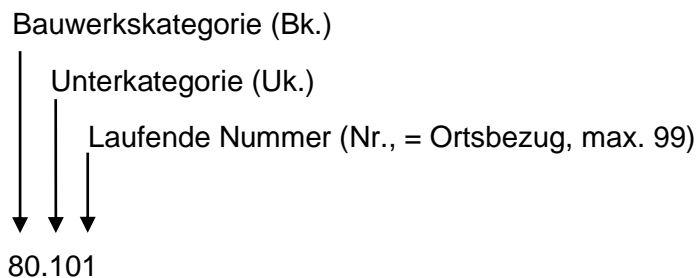 Bauwerkskategorie (Bk.)
Unterkategorie (Uk.)
Laufende Nummer (Nr., = Ortsbezug, max. 99)
80.101